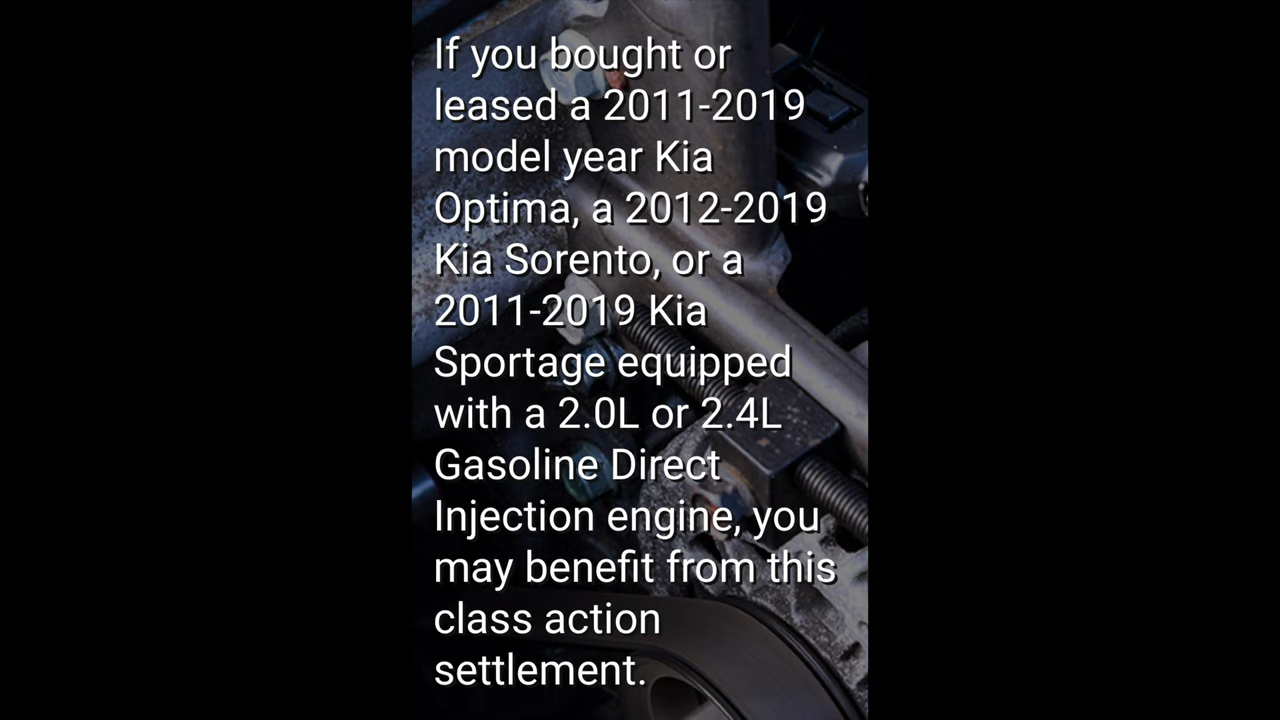 If you bought or
leased a 2011-2019
model year Kia
Optima, a 2012-2019
Kia Sorento, or a
2011-2019 Kia
Sportage equipped
with a 2.0L or 2.4L
Gasoline Direct
Injection engine, you
may benefit from this
class action
settlement.